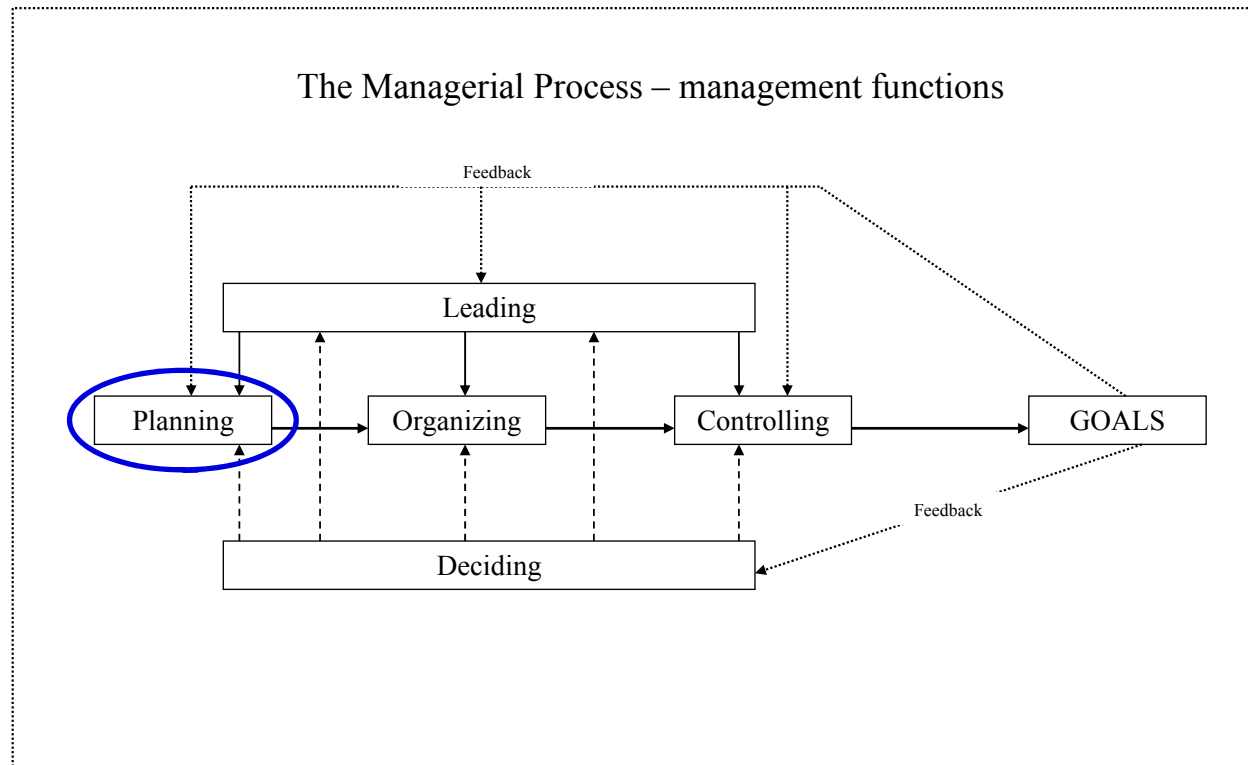 The Managerial Process – management functions
Feedback
Leading
Planning
Organizing
Controlling
GOALS
Feedback
Deciding